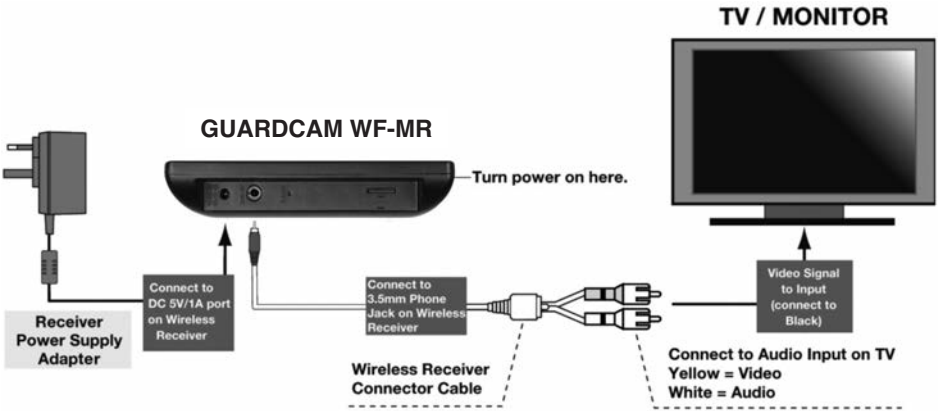 TV / MONITOR
GUARDCAM WF-MR
Turn power on here.
Connect to
DC 5V/1A port
on Wireless
Receiver
Connect to
3.5mm Phone
Jack on Wireless
Receiver
Video Signal
to Input
(connect to
Black)
Receiver
Power Supply
Adapter
Wireless Receiver
Connector Cable
Connect to Audio Input on TV
Yellow = Video
White = Audio